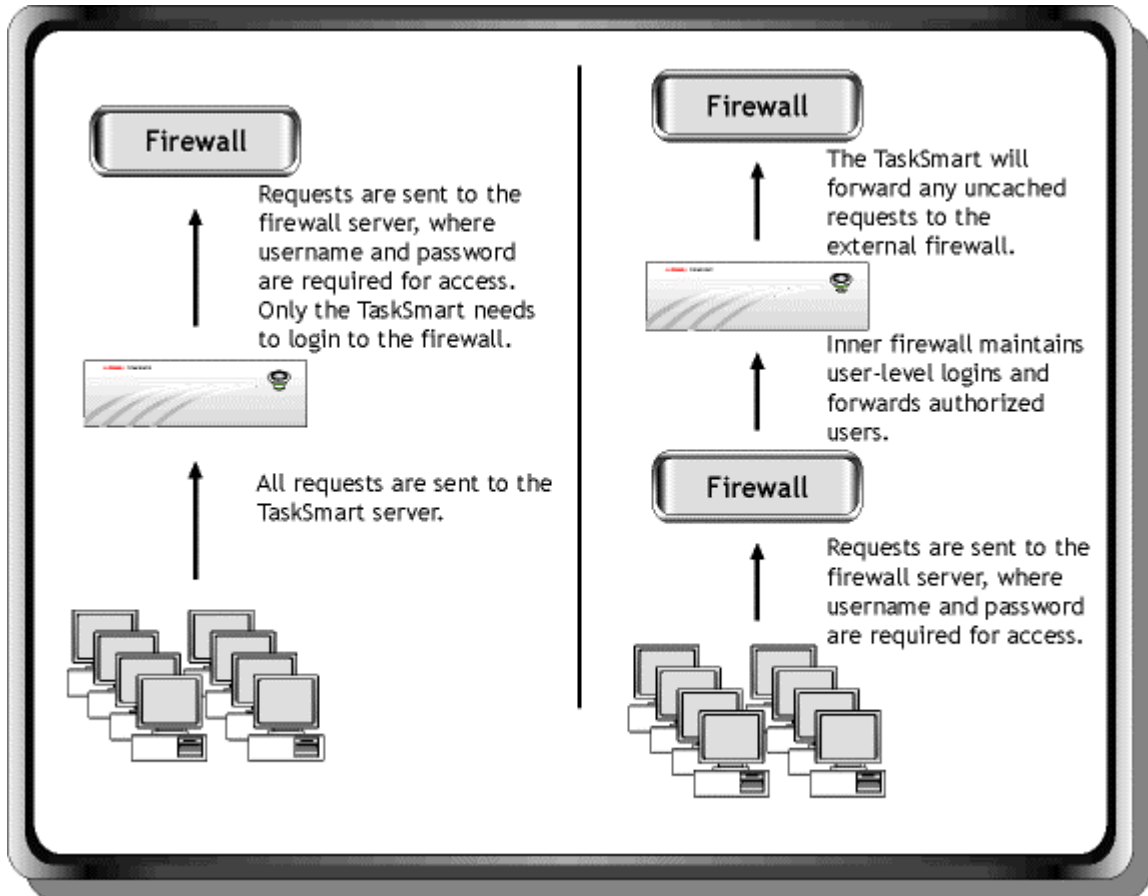 Firewall
Requests are sent to the
firewall server, where
username and password
are required for access.
Only the TaskSmart needs
to login to the firewall.
All requests are sent to the
TaskSmart server.
Firewall
The TaskSmart will
forward any uncached
requests to the
external firewall.
Inner firewall maintains
user-level logins and
forwards authorized
users.
Firewall
Requests are sent to the
firewall server, where
username and password
are required for access.